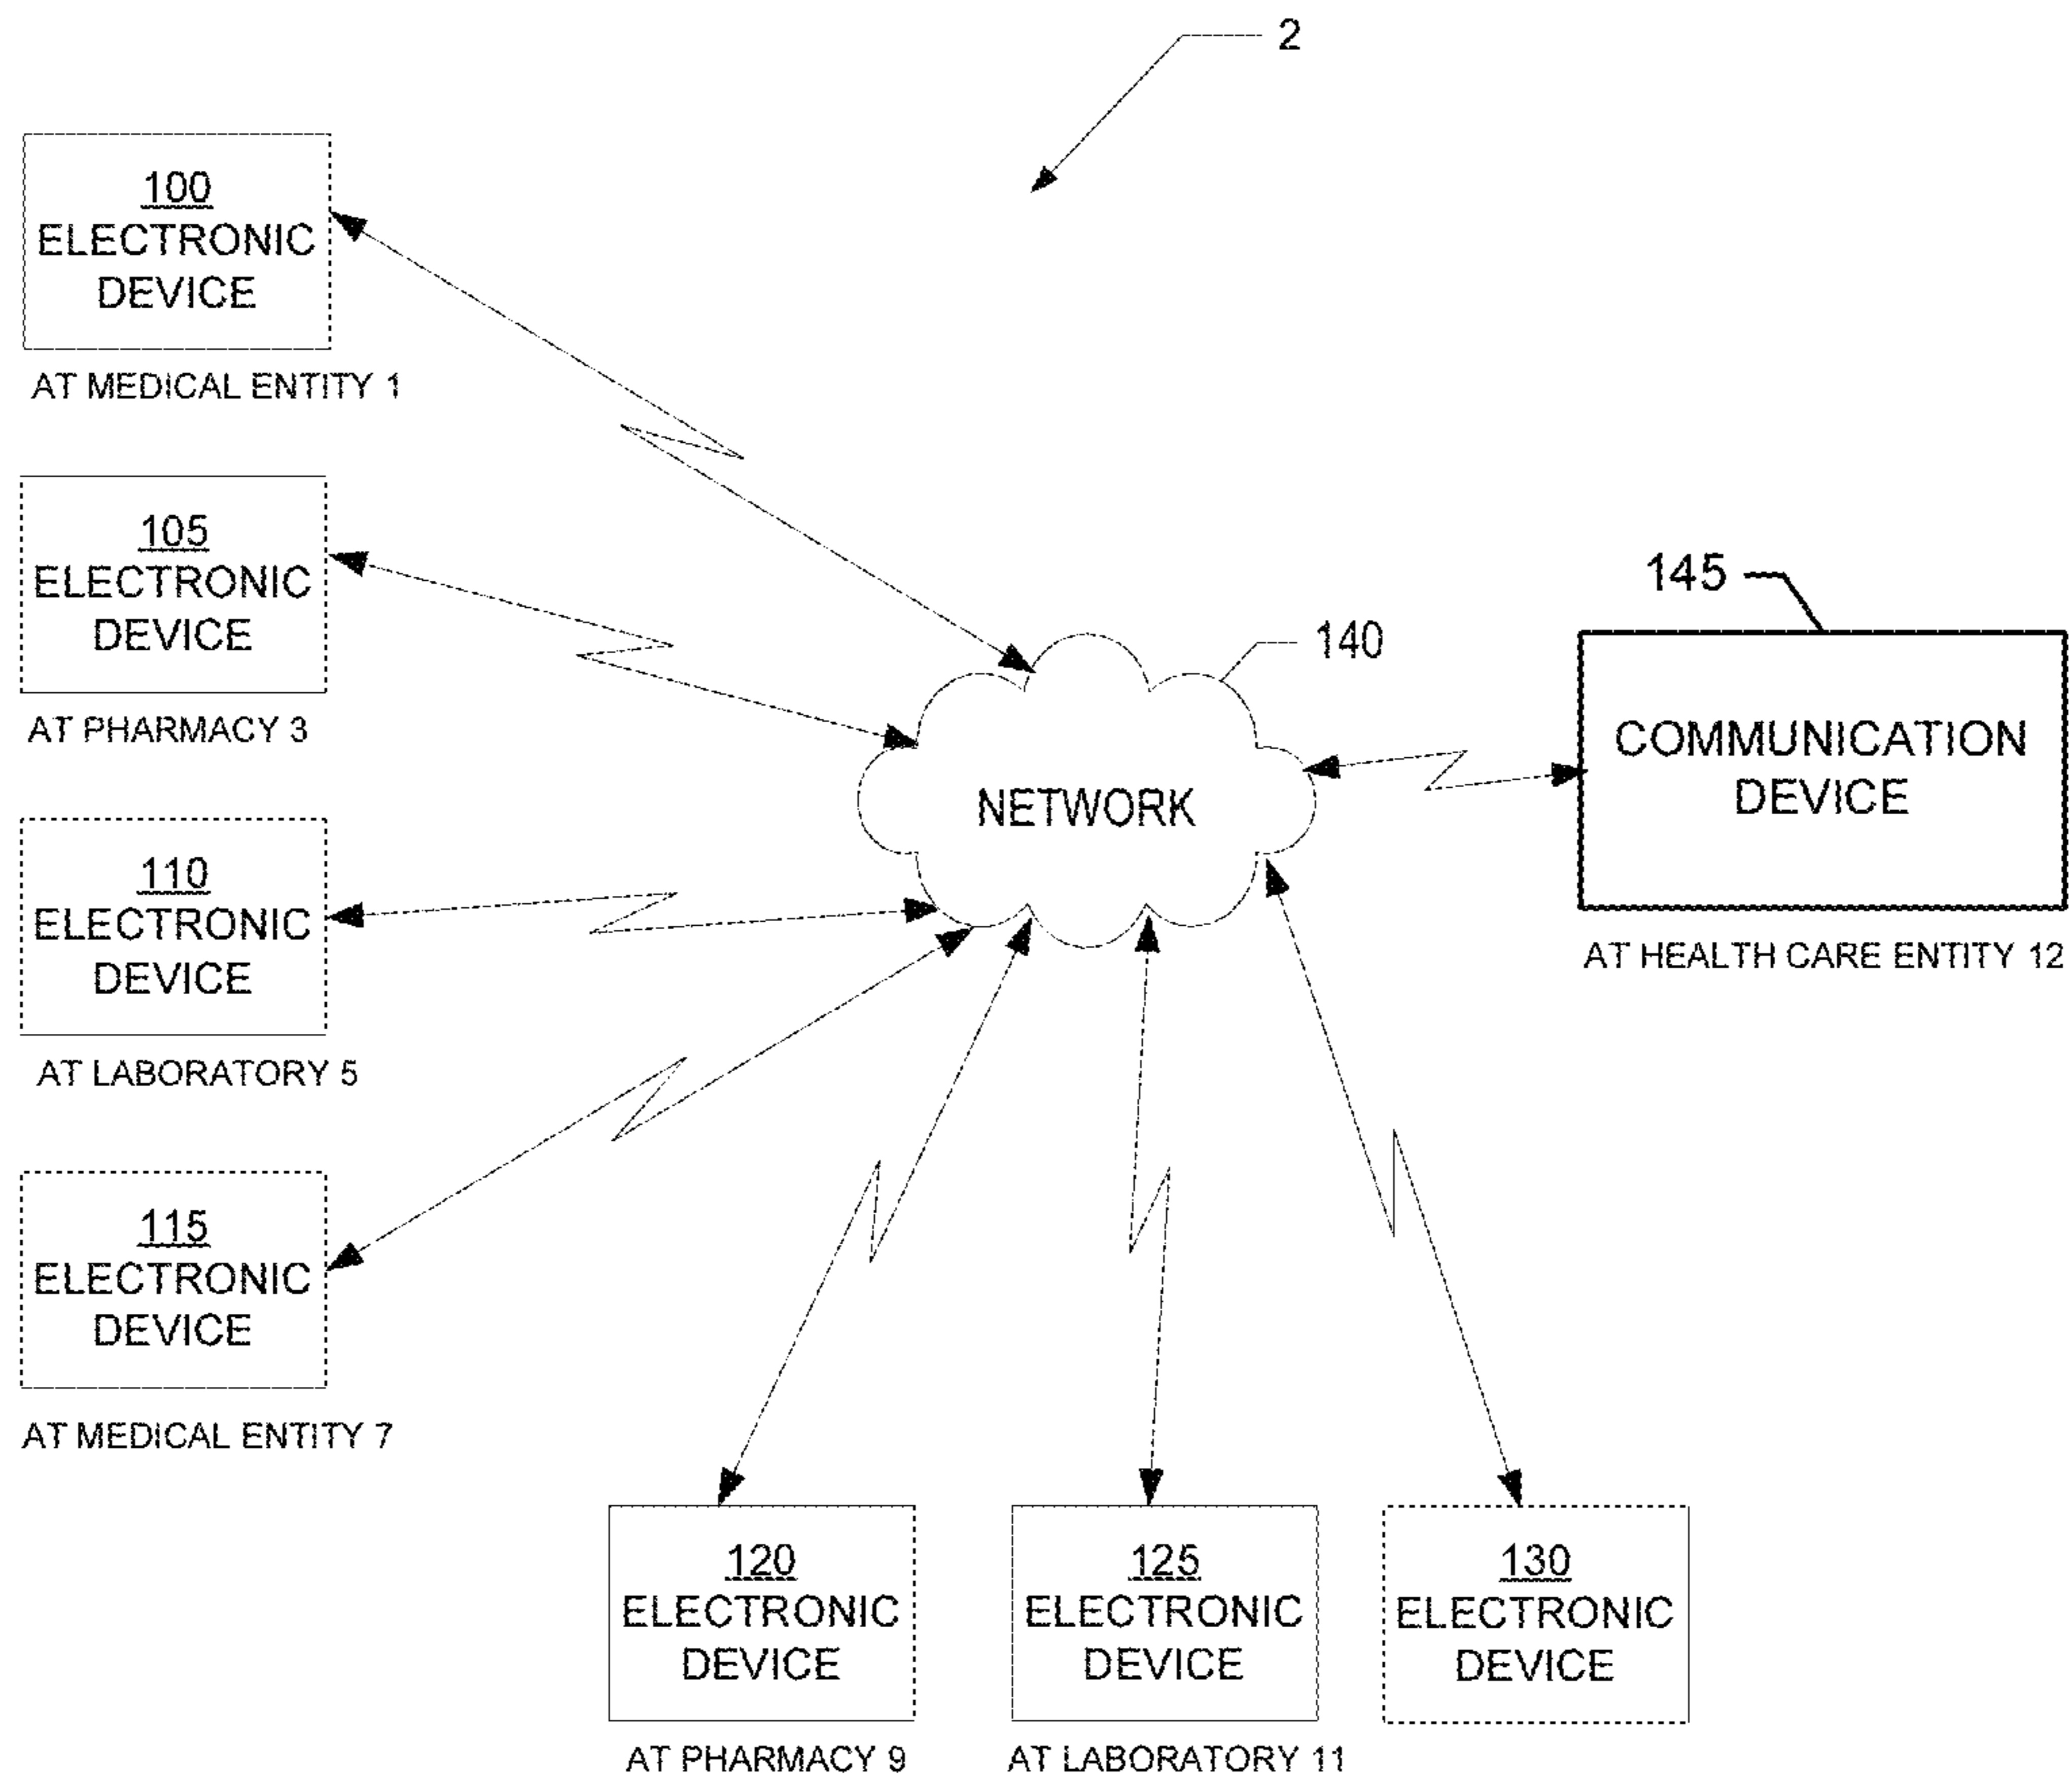 2
100
ELECTRONIC
DEVICE
AT MEDICAL ENTITY 1
105
ELECTRONIC
DEVICE
AT PHARMACY 3
110
ELECTRONIC
DEVICE
AT LABORATORY 5
115
ELECTRONIC
DEVICE
AT MEDICAL ENTITY 7
140
NETWORK
145
COMMUNICATION
DEVICE
AT HEALTH CARE ENTITY 12
120
ELECTRONIC
DEVICE
AT PHARMACY 9
125
ELECTRONIC
DEVICE
AT LABORATORY 11
130
ELECTRONIC
DEVICE